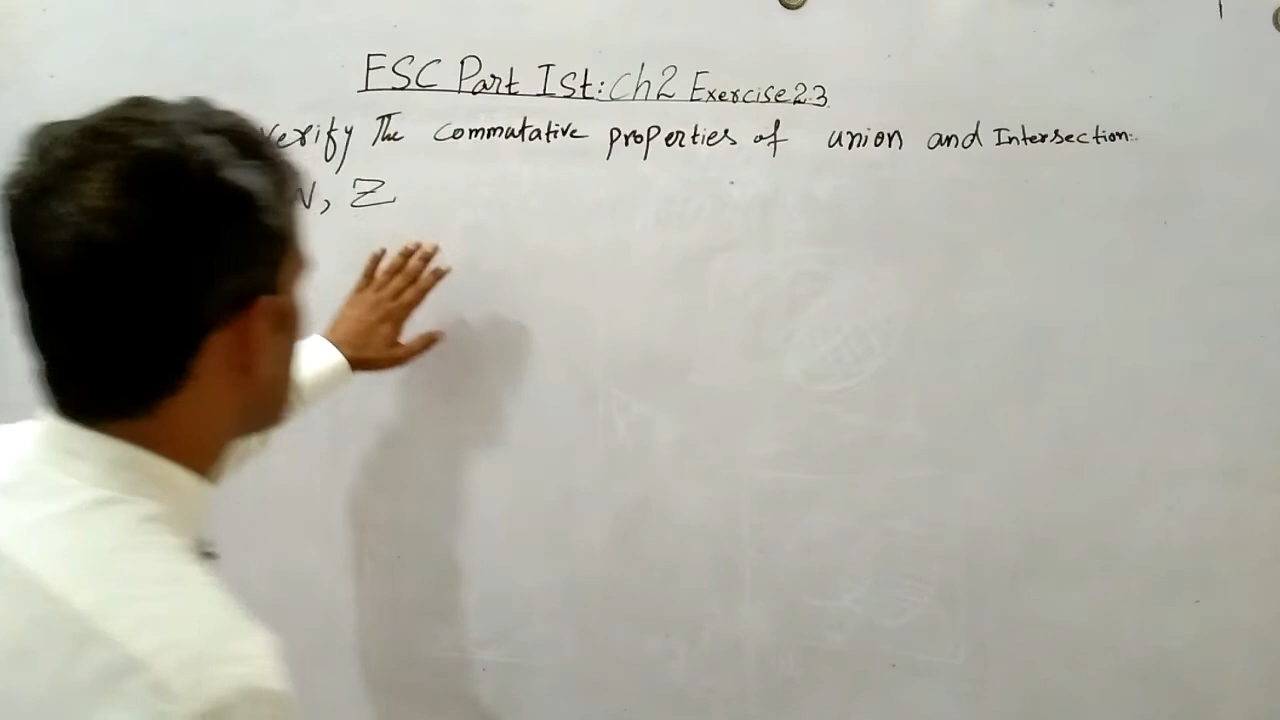 FSC Part Ist: Ch2 Exercise 2.3
verify The commutative properties of union and Intersection:.
N, Z